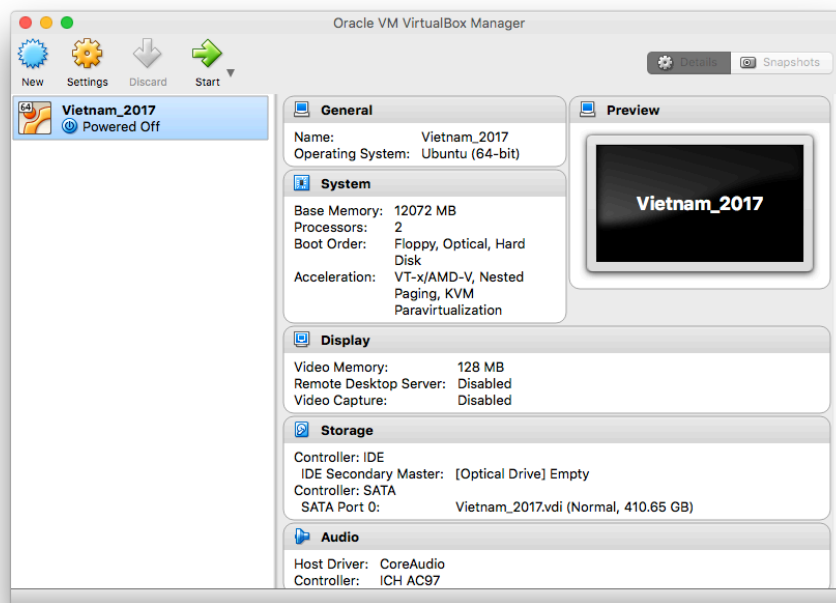 Oracle VM VirtualBox Manager
New Settings Discard Start Details Snapshots
64 Vietnam_2017
Powered Off
General
Name: Vietnam_2017
Operating System: Ubuntu (64-bit)
Preview
Vietnam_2017
System
Base Memory: 12072 MB
Processors: 2
Boot Order: Floppy, Optical, Hard
Disk
Acceleration: VT-x/AMD-V, Nested
Paging, KVM
Paravirtualization
Display
Video Memory: 128 MB
Remote Desktop Server: Disabled
Video Capture: Disabled
Storage
Controller: IDE
IDE Secondary Master: [Optical Drive] Empty
Controller: SATA
SATA Port 0: Vietnam_2017.vdi (Normal, 410.65 GB)
Audio
Host Driver: CoreAudio
Controller: ICH AC97